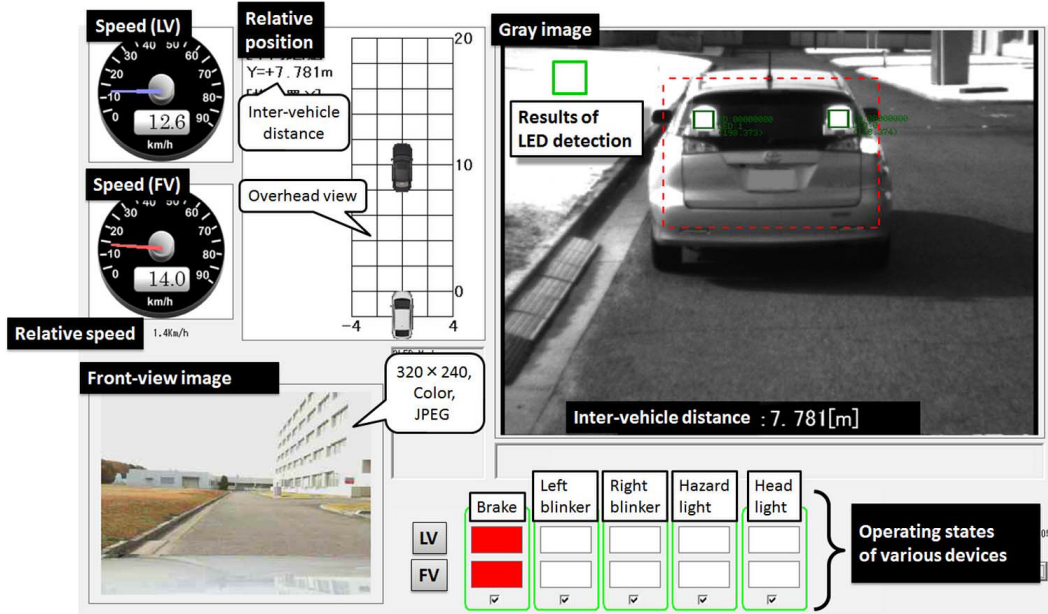 Speed (LV)
40 50
30 60
20 70
10 80
0 90
12.6
km/h
Speed (FV)
40 50
30 60
20 70
10 80
0 90
14.0
km/h
Relative speed
1.4Km/h
Relative
position
Y=+7.781m
Inter-vehicle
distance
Overhead view
20
10
0
-4 4
Gray image
Results of
LED detection
Inter-vehicle distance :7. 781[m]
Front-view image
320 × 240,
Color,
JPEG
Brake
Left
blinker
Right
blinker
Hazard
light
Head
light
LV
FV
Operating states
of various devices